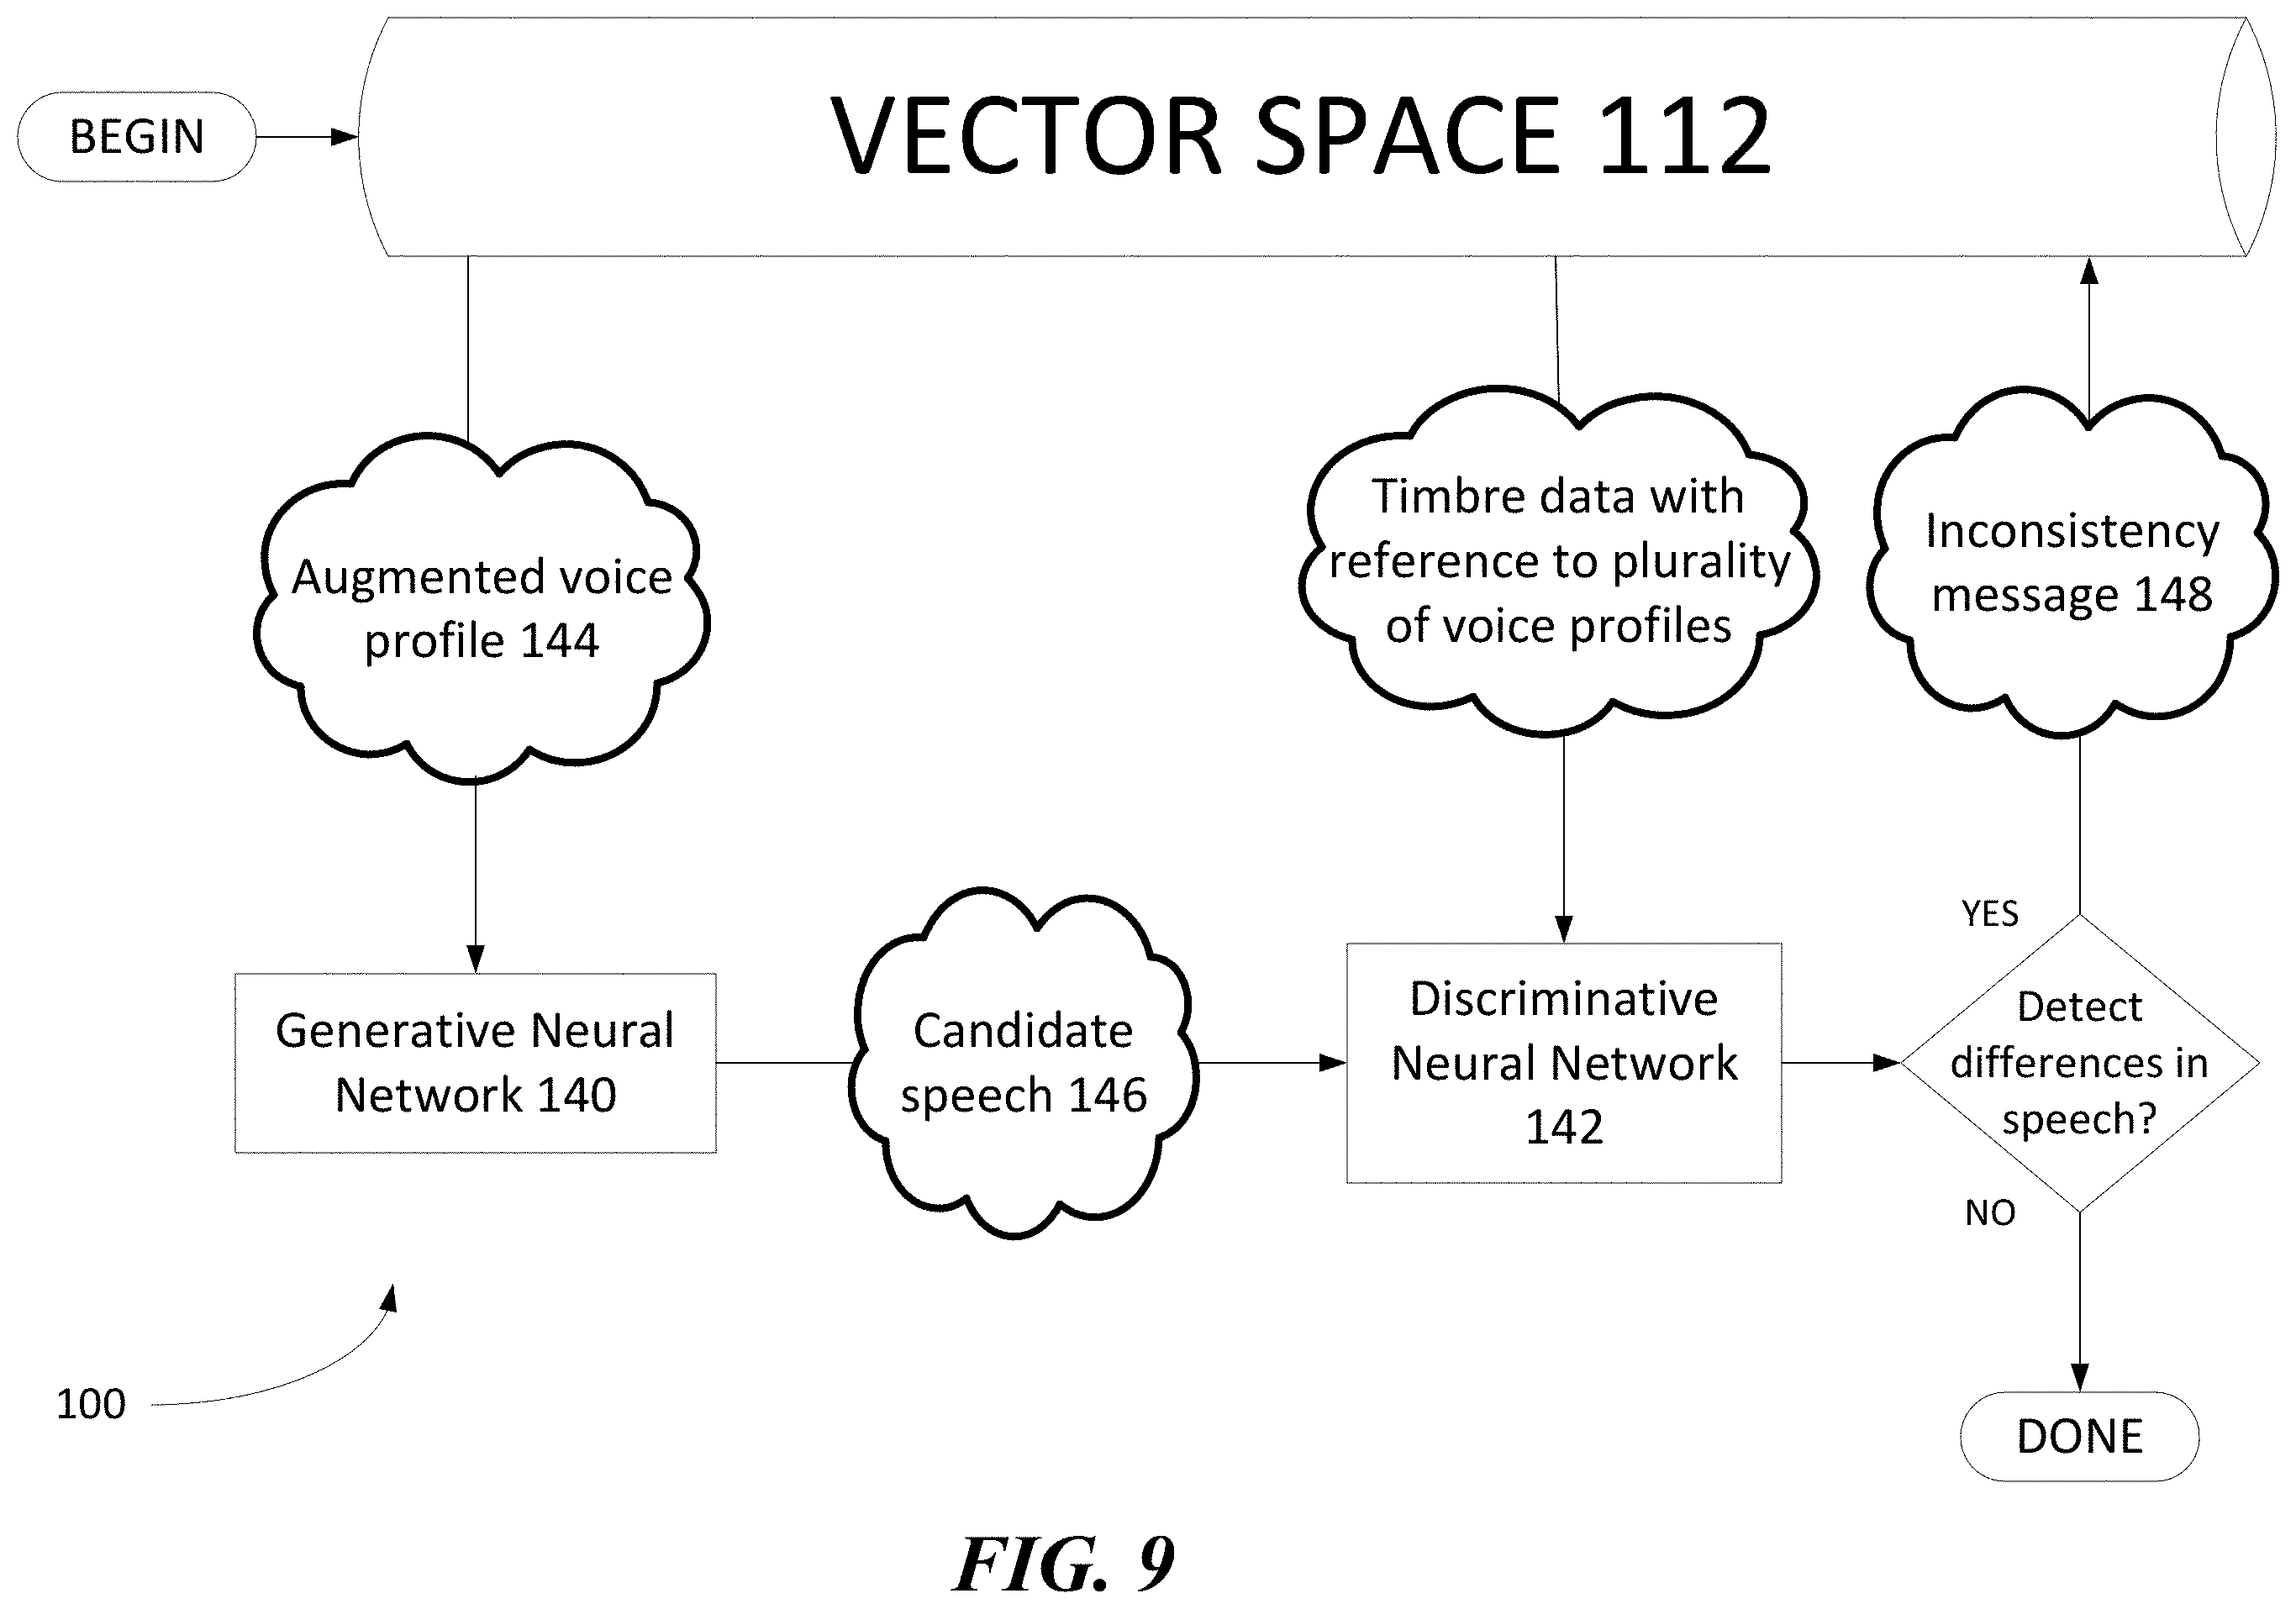 BEGIN
VECTOR SPACE 112
Augmented voice
profile 144
Timbre data with
reference to plurality
of voice profiles
Inconsistency
message 148
Generative Neural
Network 140
Candidate
speech 146
Discriminative
Neural Network
142
YES
Detect
differences in
speech?
NO
100
DONE
FIG. 9